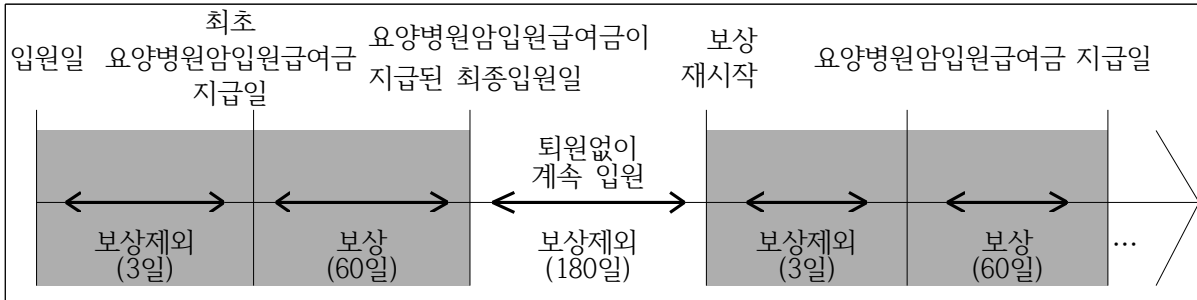 입원일
최초
요양병원암입원급여금
지급일
요양병원암입원급여금이
지급된 최종입원일
보상
재시작
요양병원암입원급여금 지급일
퇴원없이
계속 입원
보상제외
(3일)
보상
(60일)
보상제외
(180일)
보상제외
(3일)
보상
(60일)
…